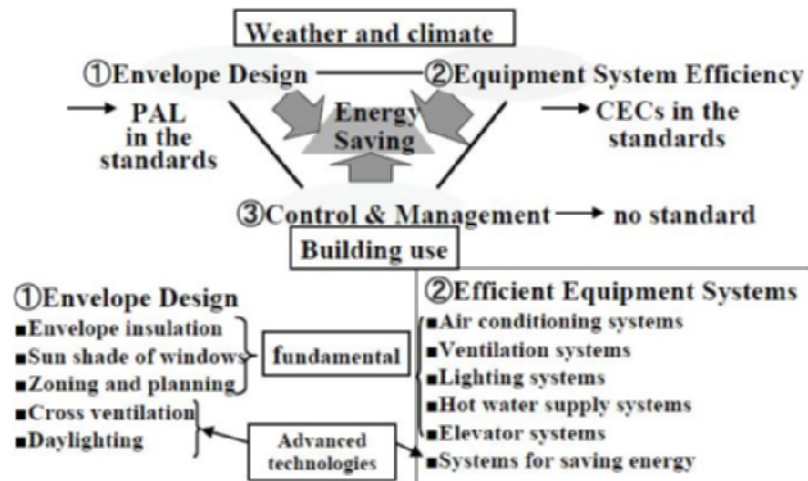 Weather and climate
①Envelope Design
②Equipment System Efficiency
PAL
in the
standards
Energy
Saving
CECs in the
standards
③Control & Management
no standard
Building use
①Envelope Design
■Envelope insulation
■Sun shade of windows
■Zoning and planning
■Cross ventilation
■Daylighting
fundamental
Advanced
technologies
②Efficient Equipment Systems
■Air conditioning systems
■Ventilation systems
■Lighting systems
■Hot water supply systems
■Elevator systems
■Systems for saving energy